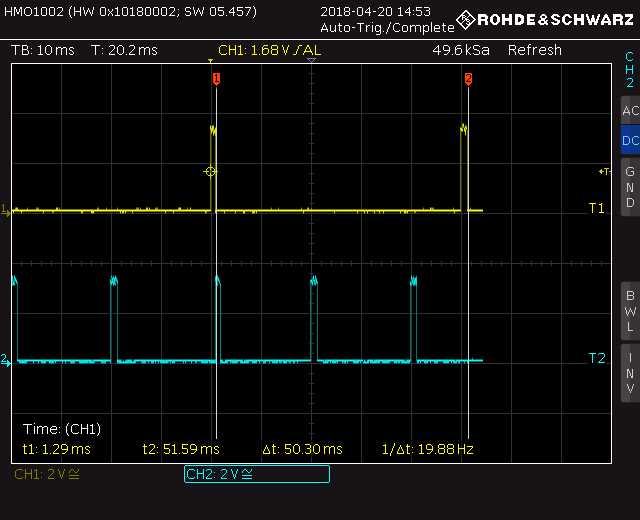 HMO1002 (HW 0x10180002; SW 05.457)
2018-04-20 14:53
Auto-Trig./Complete
ROHDE&SCHWARZ
TB: 10 ms
T: 20.2 ms
CH1: 1.68 V / AL
49.6 kSa
Refresh
CH2
AC
DC
GND
BWL
INV
1
2
T
1
T1
2
T2
Time: (CH1)
t1: 1.29 ms
t2: 51.59 ms
Δt: 50.30 ms
1/Δt: 19.88 Hz
CH1: 2 V ≅
CH2: 2 V ≅